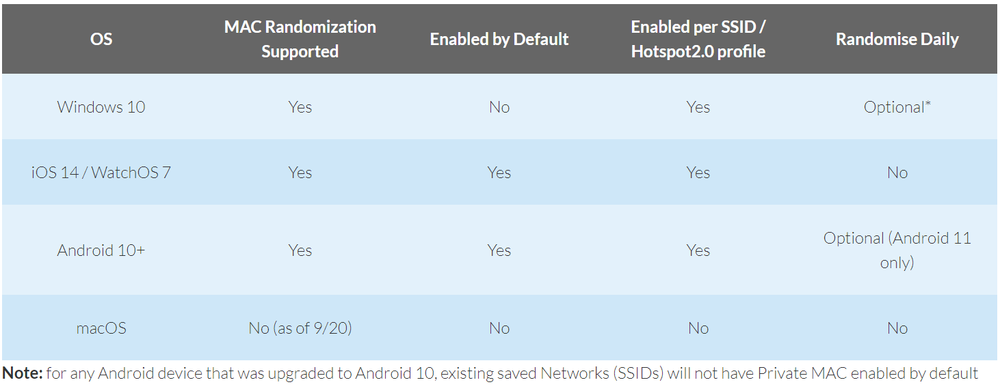 OS MAC Randomization Supported Enabled by Default Enabled per SSID / Hotspot2.0 profile Randomise Daily
Windows 10 Yes No Yes Optional*
iOS 14 / WatchOS 7 Yes Yes Yes No
Android 10+ Yes Yes Yes Optional (Android 11 only)
macOS No (as of 9/20) No No No
Note: for any Android device that was upgraded to Android 10, existing saved Networks (SSIDs) will not have Private MAC enabled by default